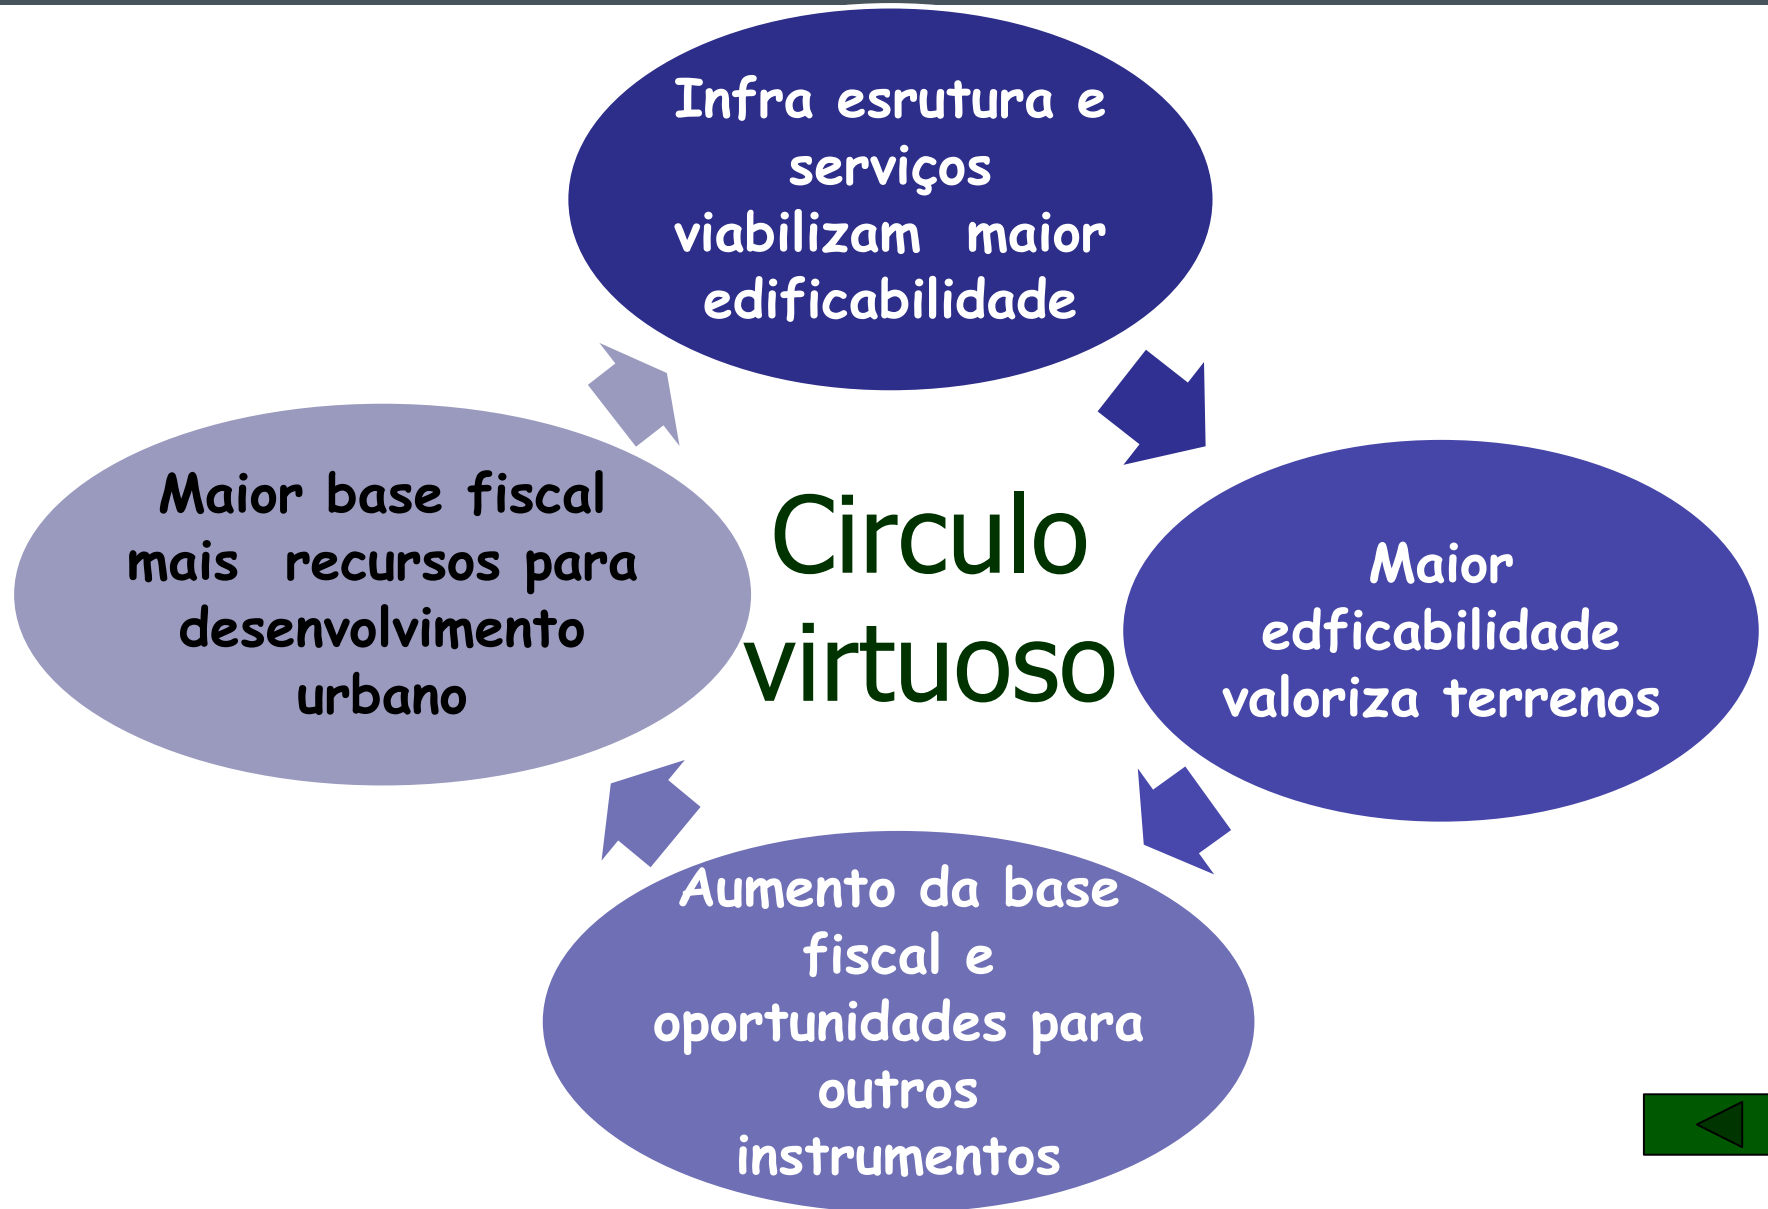 Infra esrutura e
serviços
viabilizam maior
edificabilidade
Maior
edficabilidade
valoriza terrenos
Aumento da base
fiscal e
oportunidades para
outros
instrumentos
Maior base fiscal
mais recursos para
desenvolvimento
urbano
Circulo
virtuoso